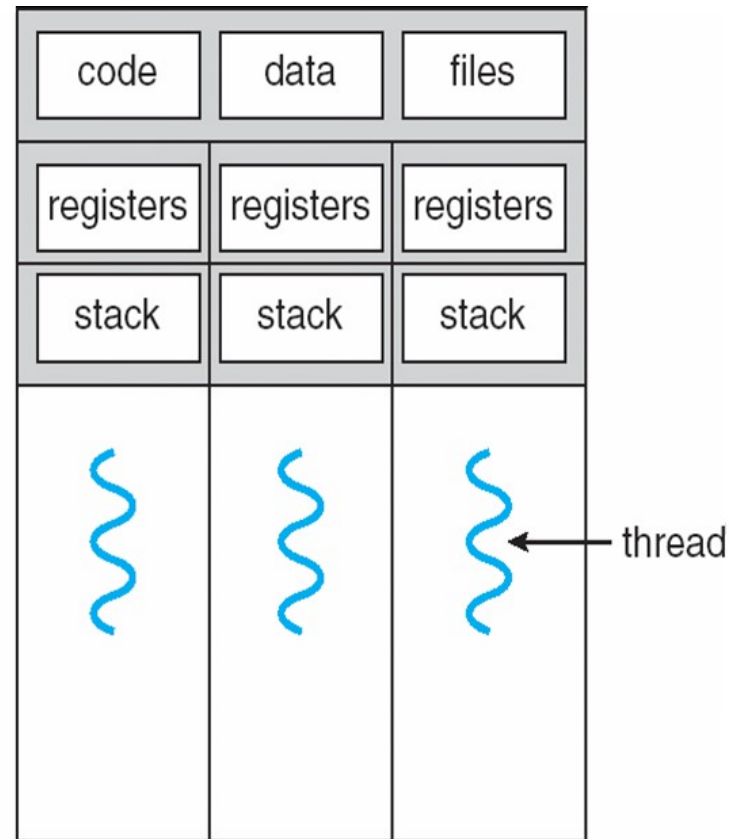 code data files
registers registers registers
stack stack stack
thread